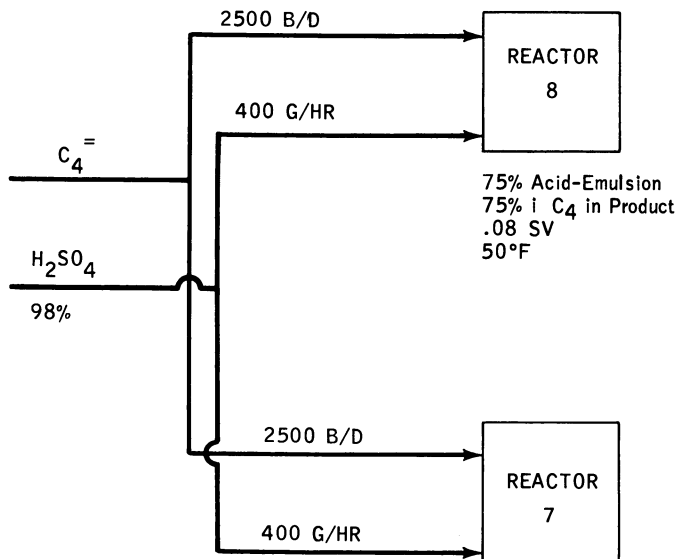 2500 B/D
REACTOR
8
400 G/HR
C₄⁼
75% Acid-Emulsion
75% i C₄ in Product
.08 SV
50°F
H₂SO₄
98%
2500 B/D
REACTOR
7
400 G/HR